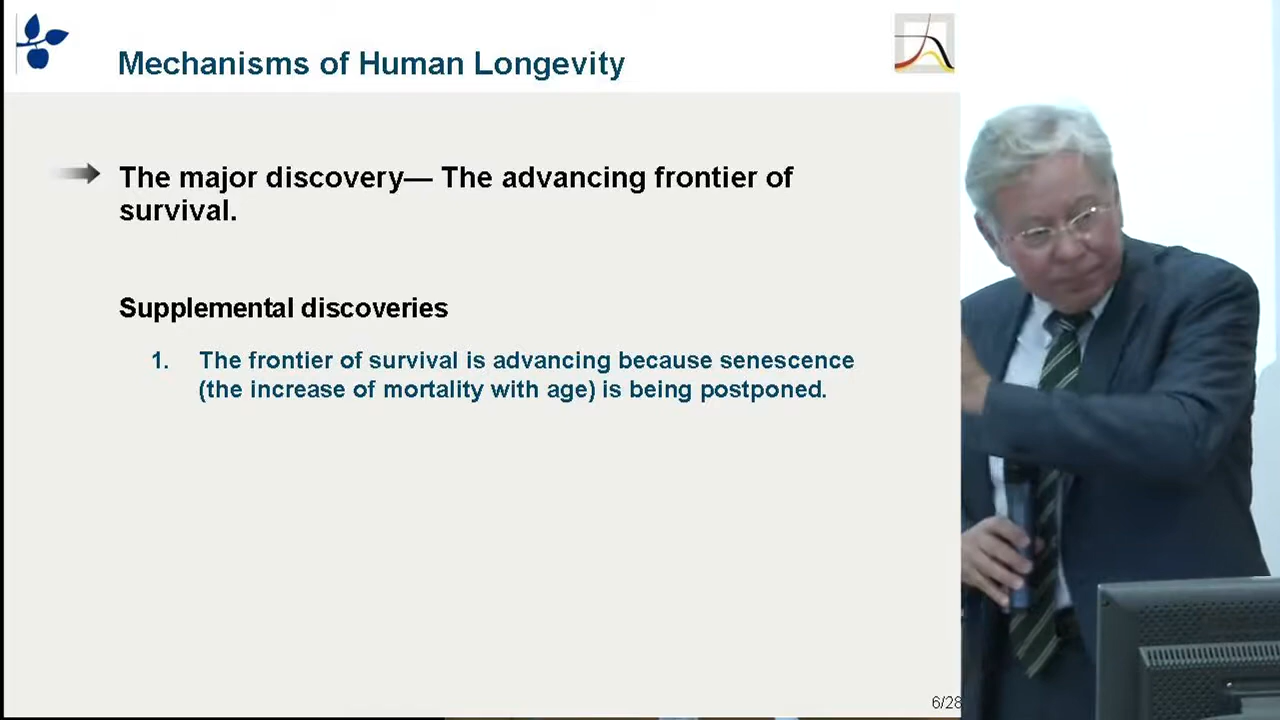 Mechanisms of Human Longevity
The major discovery— The advancing frontier of
survival.
Supplemental discoveries
1. The frontier of survival is advancing because senescence
(the increase of mortality with age) is being postponed.
6/28